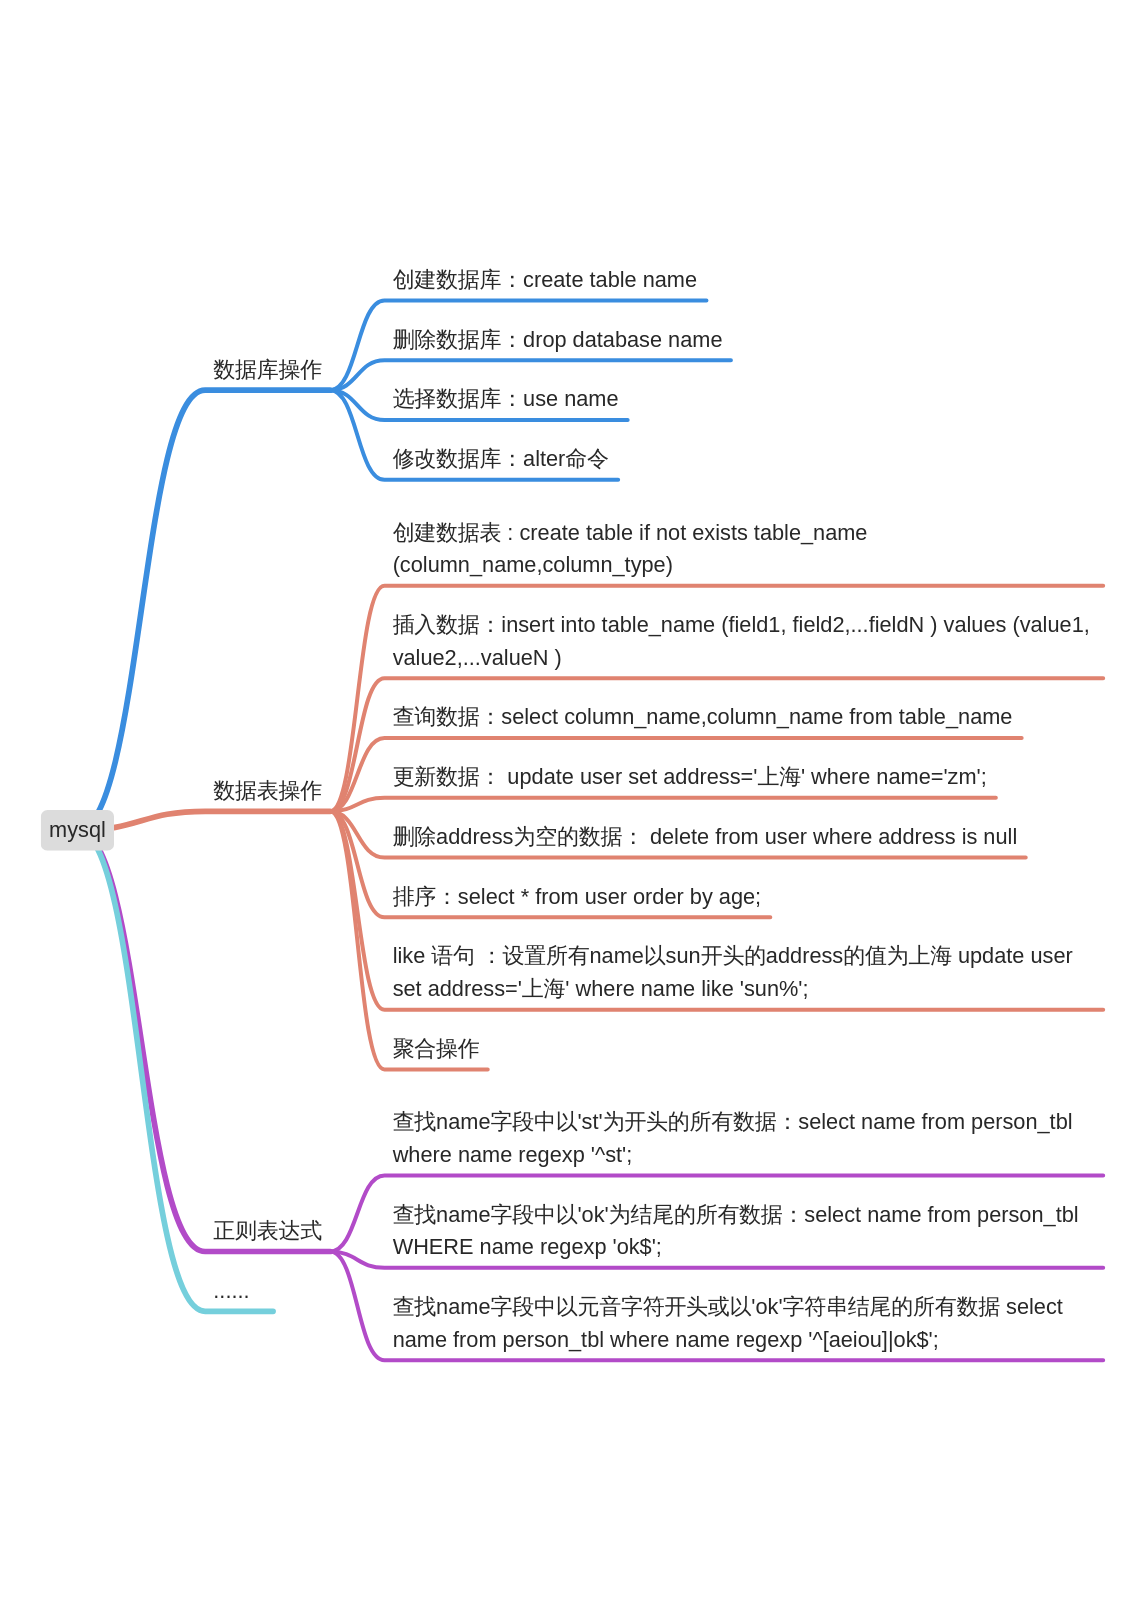 mysql
数据库操作
创建数据库：create table name
删除数据库：drop database name
选择数据库：use name
修改数据库：alter命令
数据表操作
创建数据表 : create table if not exists table_name
(column_name,column_type)
插入数据：insert into table_name (field1, field2,...fieldN ) values (value1,
value2,...valueN )
查询数据：select column_name,column_name from table_name
更新数据： update user set address='上海' where name='zm';
删除address为空的数据： delete from user where address is null
排序：select * from user order by age;
like 语句 ：设置所有name以sun开头的address的值为上海 update user
set address='上海' where name like 'sun%';
聚合操作
正则表达式
查找name字段中以'st'为开头的所有数据：select name from person_tbl
where name regexp '^st';
查找name字段中以'ok'为结尾的所有数据：select name from person_tbl
WHERE name regexp 'ok$';
查找name字段中以元音字符开头或以'ok'字符串结尾的所有数据 select
name from person_tbl where name regexp '^[aeiou]|ok$';
......